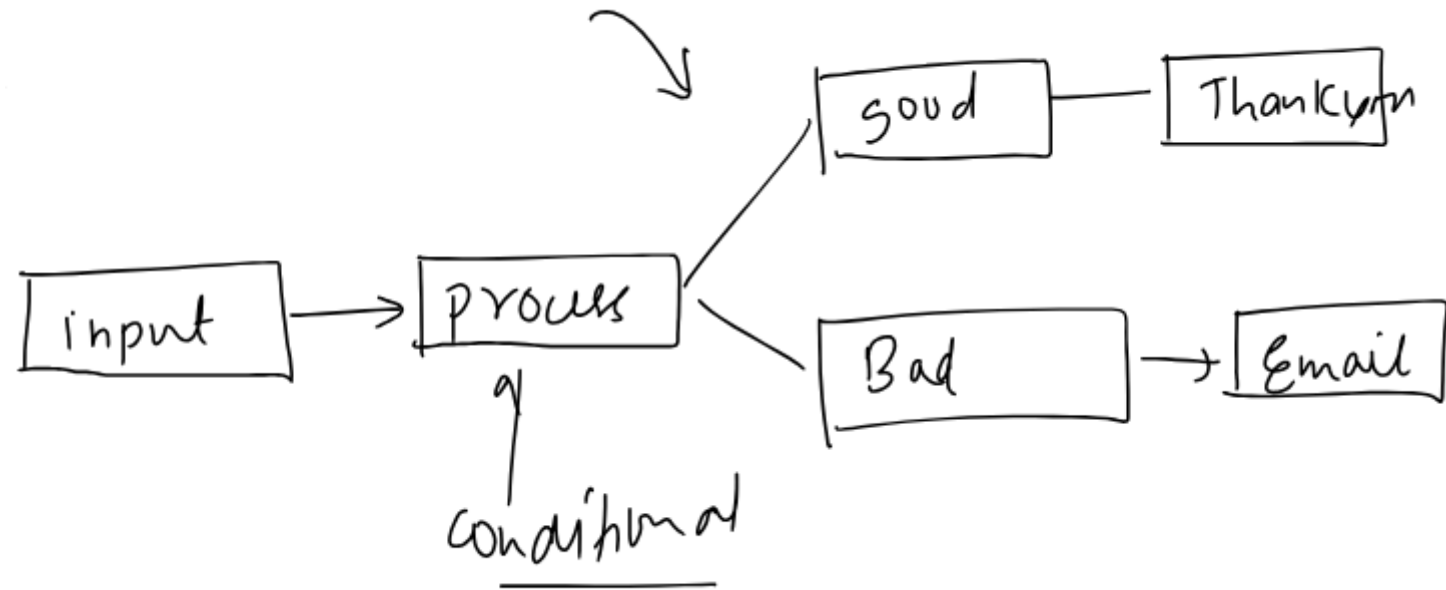 good
Thankyou
input
process
Bad
Email
conditional